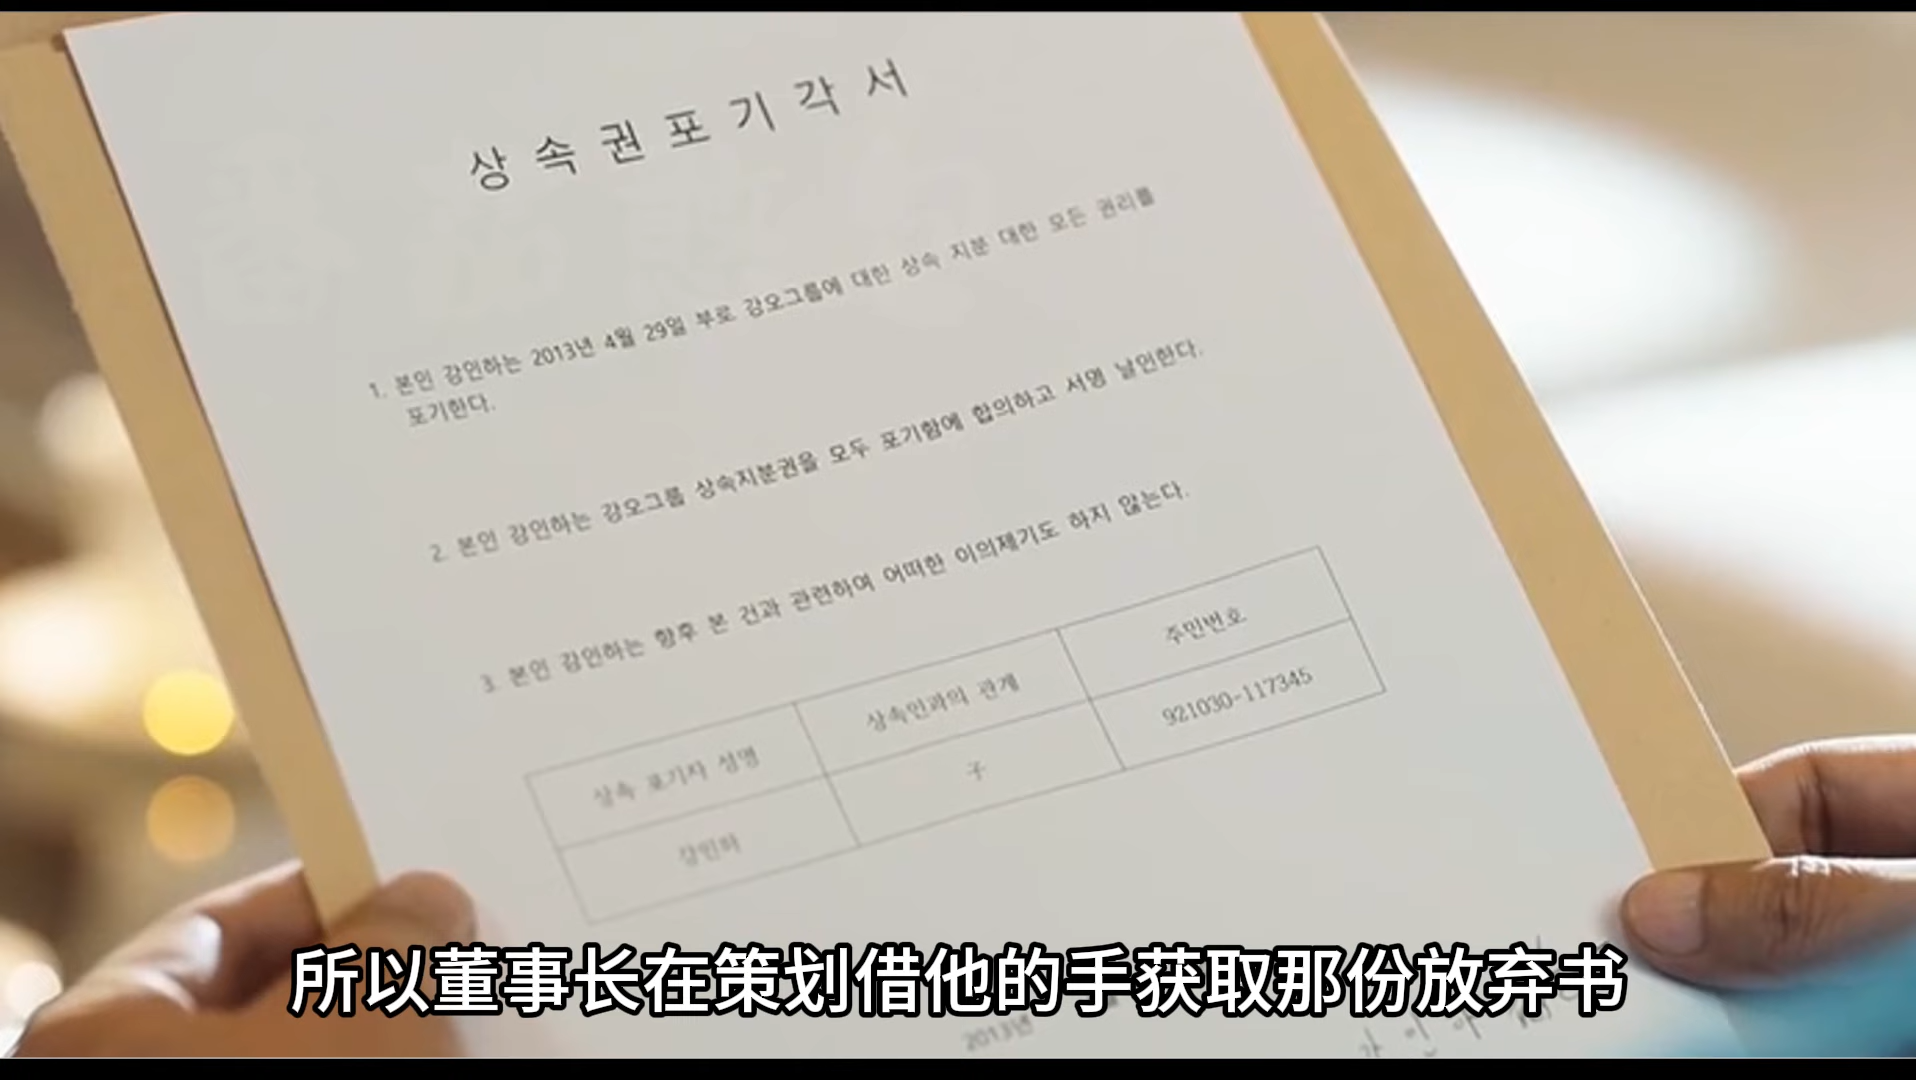 상속권포기각서
1. 본인 강인하는 2013년 4월 29일 부로 강오그룹에 대한 상속 지분 대한 모든 권리를
포기한다.
2. 본인 강인하는 강오그룹 상속지분권을 모두 포기함에 합의하고 서명 날인한다.
3. 본인 강인하는 향후 본 건과 관련하여 어떠한 이의제기도 하지 않는다.
상속 포기자 성명 상속인과의 관계 주민번호
강인하 子 921030-117345
2013년
所以董事长在策划借他的手获取那份放弃书